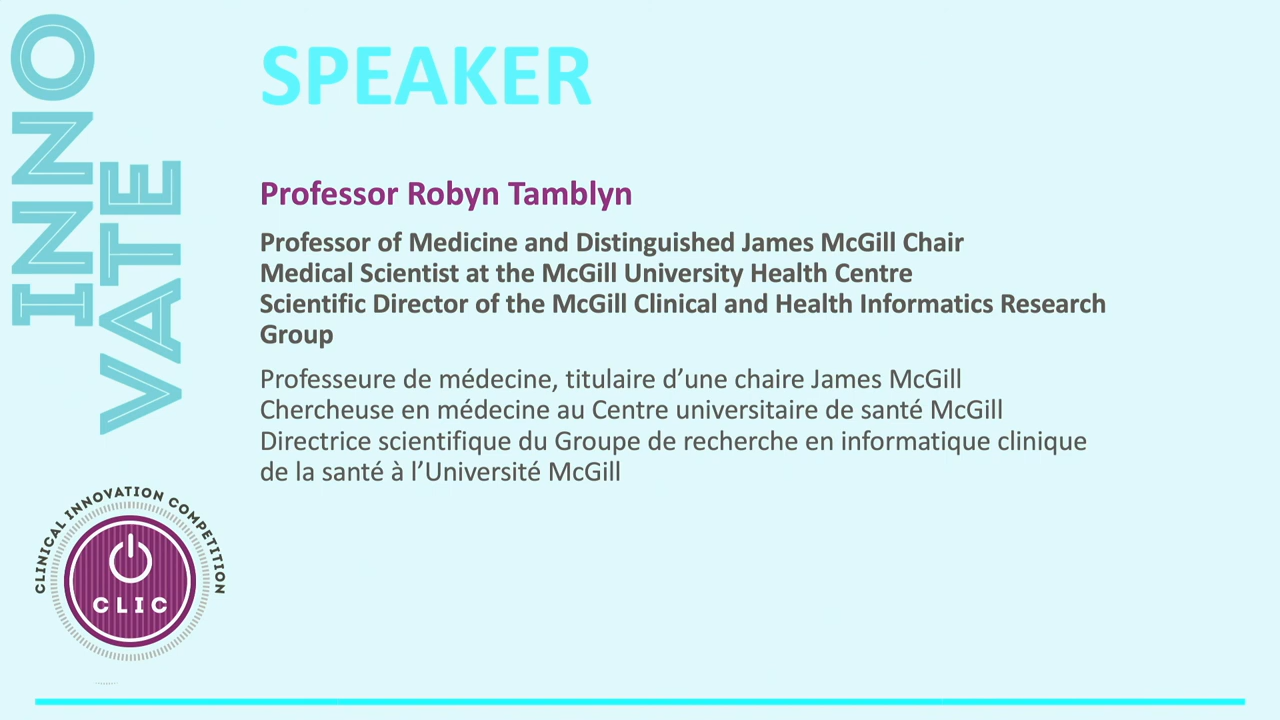 INNO
VATE
SPEAKER
Professor Robyn Tamblyn
Professor of Medicine and Distinguished James McGill Chair
Medical Scientist at the McGill University Health Centre
Scientific Director of the McGill Clinical and Health Informatics Research
Group
Professeure de médecine, titulaire d’une chaire James McGill
Chercheuse en médecine au Centre universitaire de santé McGill
Directrice scientifique du Groupe de recherche en informatique clinique
de la santé à l’Université McGill
CLINICAL INNOVATION COMPETITION
CLIC